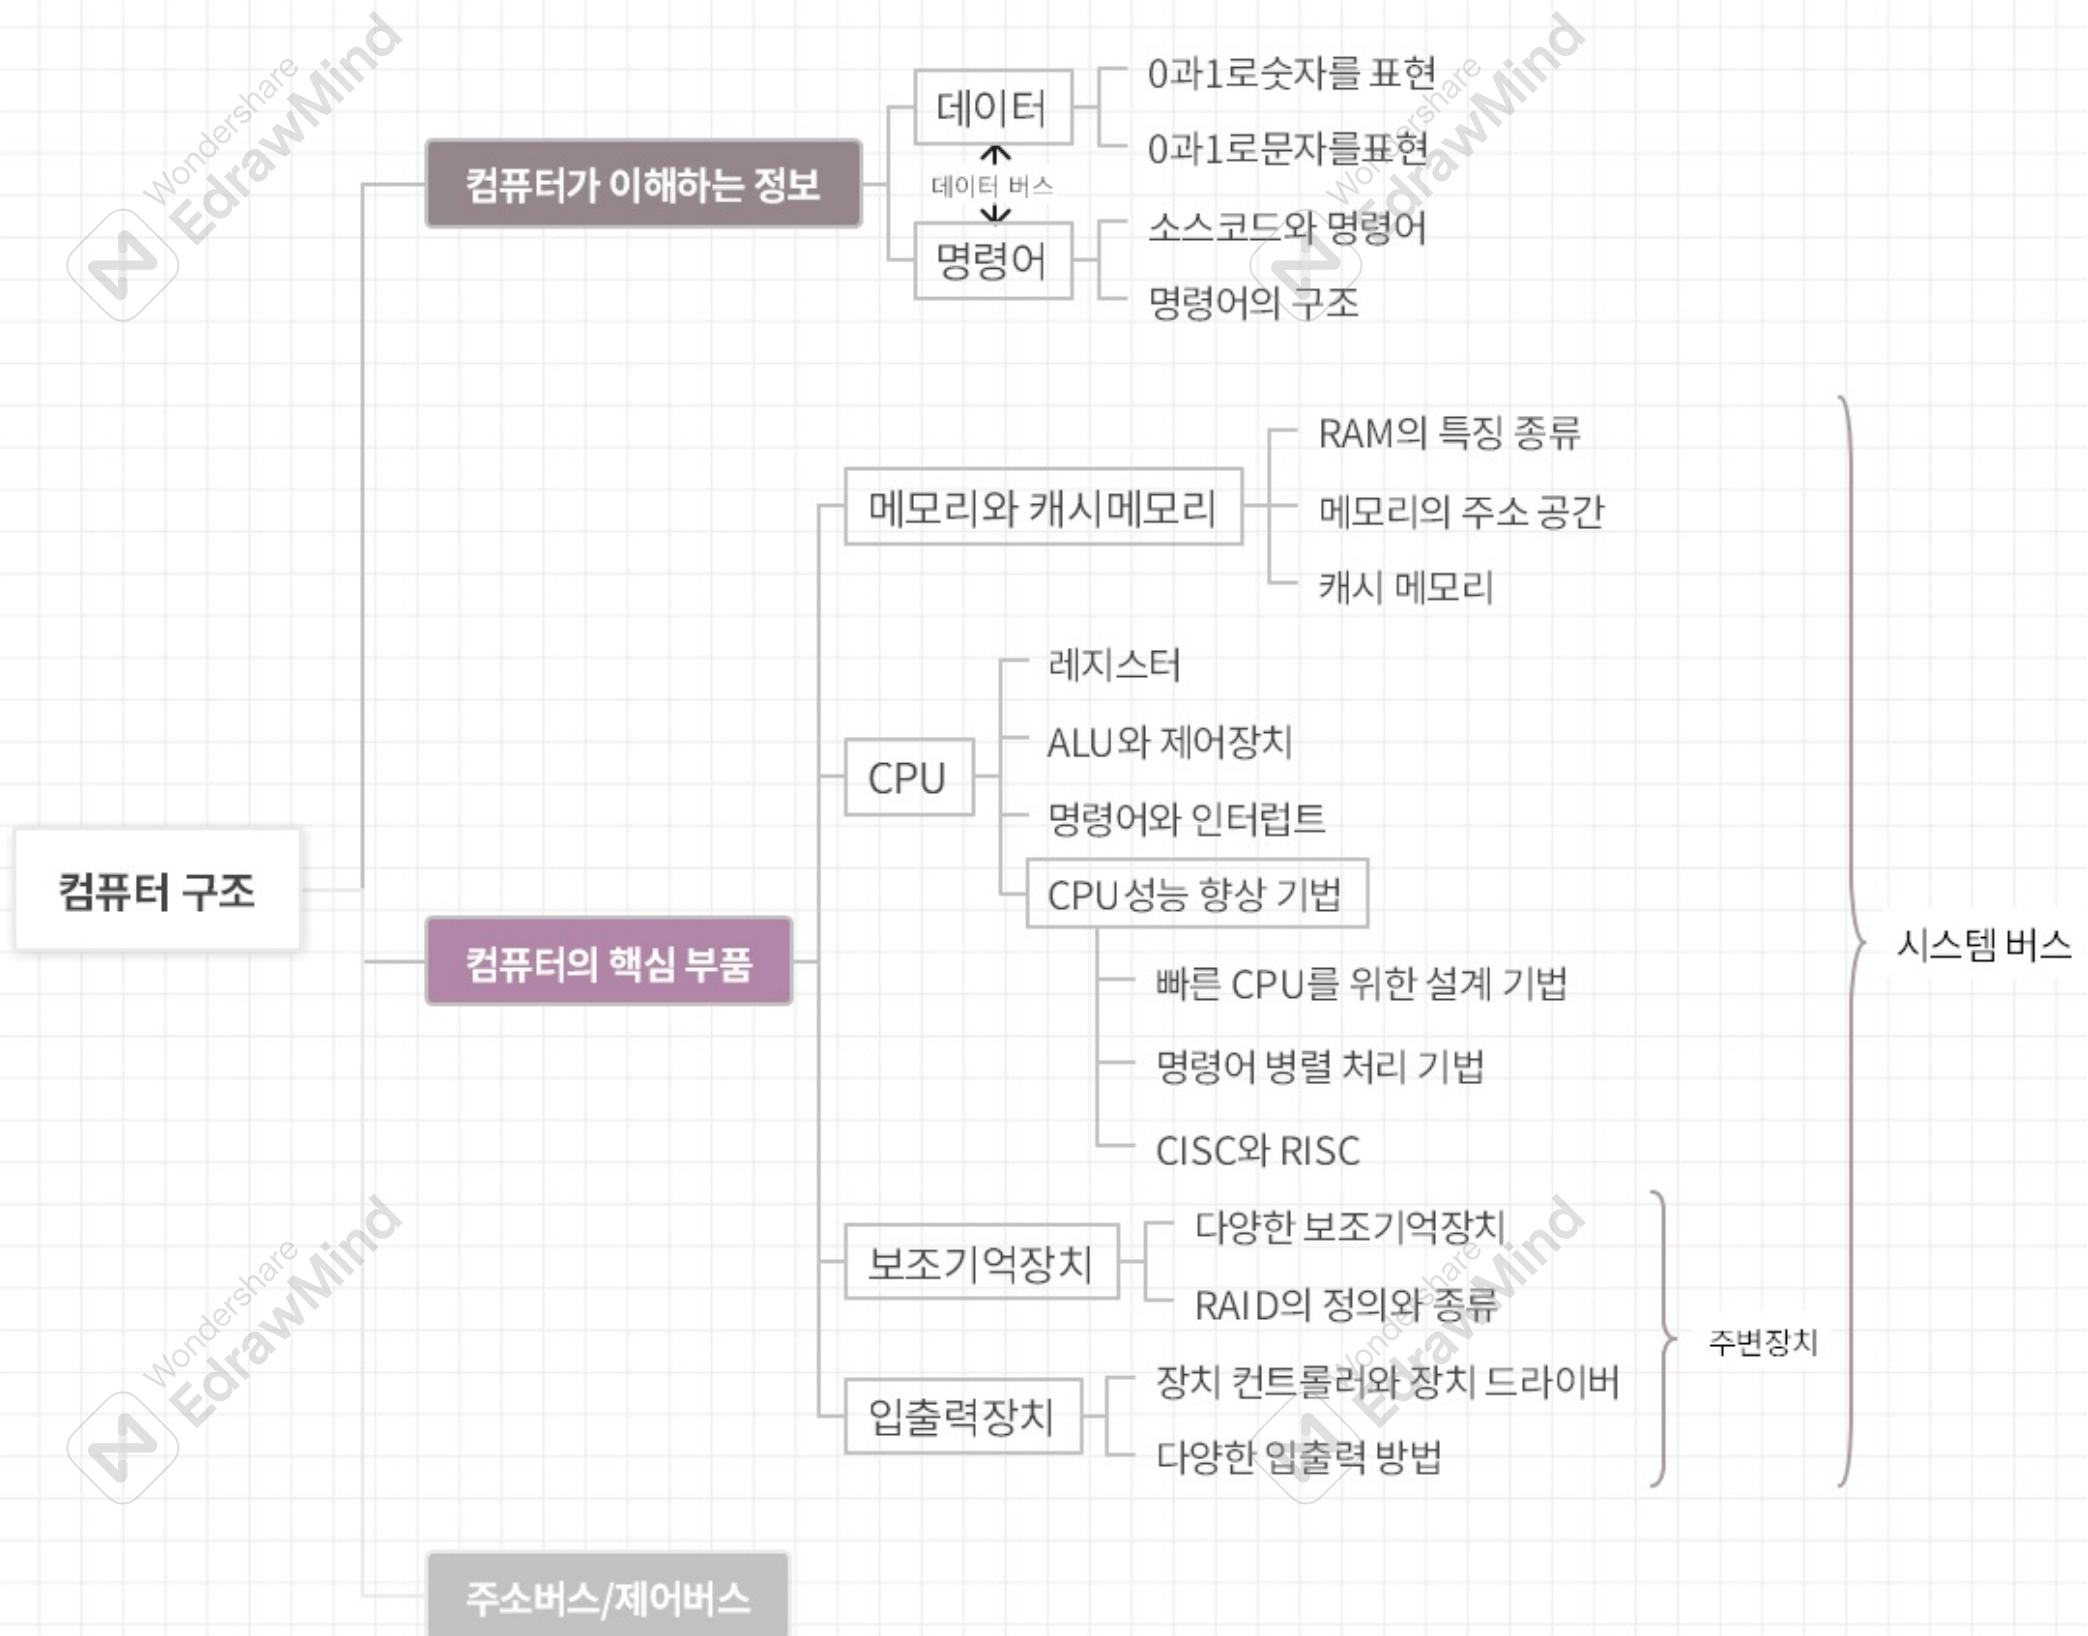 컴퓨터 구조
컴퓨터가 이해하는 정보
데이터
0과1로숫자를 표현
0과1로문자를표현
데이터 버스
명령어
소스코드와 명령어
명령어의 구조
컴퓨터의 핵심 부품
메모리와 캐시메모리
RAM의 특징 종류
메모리의 주소 공간
캐시 메모리
CPU
레지스터
ALU와 제어장치
명령어와 인터럽트
CPU성능 향상 기법
빠른 CPU를 위한 설계 기법
명령어 병렬 처리 기법
CISC와 RISC
보조기억장치
다양한 보조기억장치
RAID의 정의와 종류
입출력장치
장치 컨트롤러와 장치 드라이버
다양한 입출력 방법
주변장치
시스템 버스
주소버스/제어버스
Wondershare
EdrawMind
Wondershare
EdrawMind
Wondershare
EdrawMind
Wondershare
EdrawMind